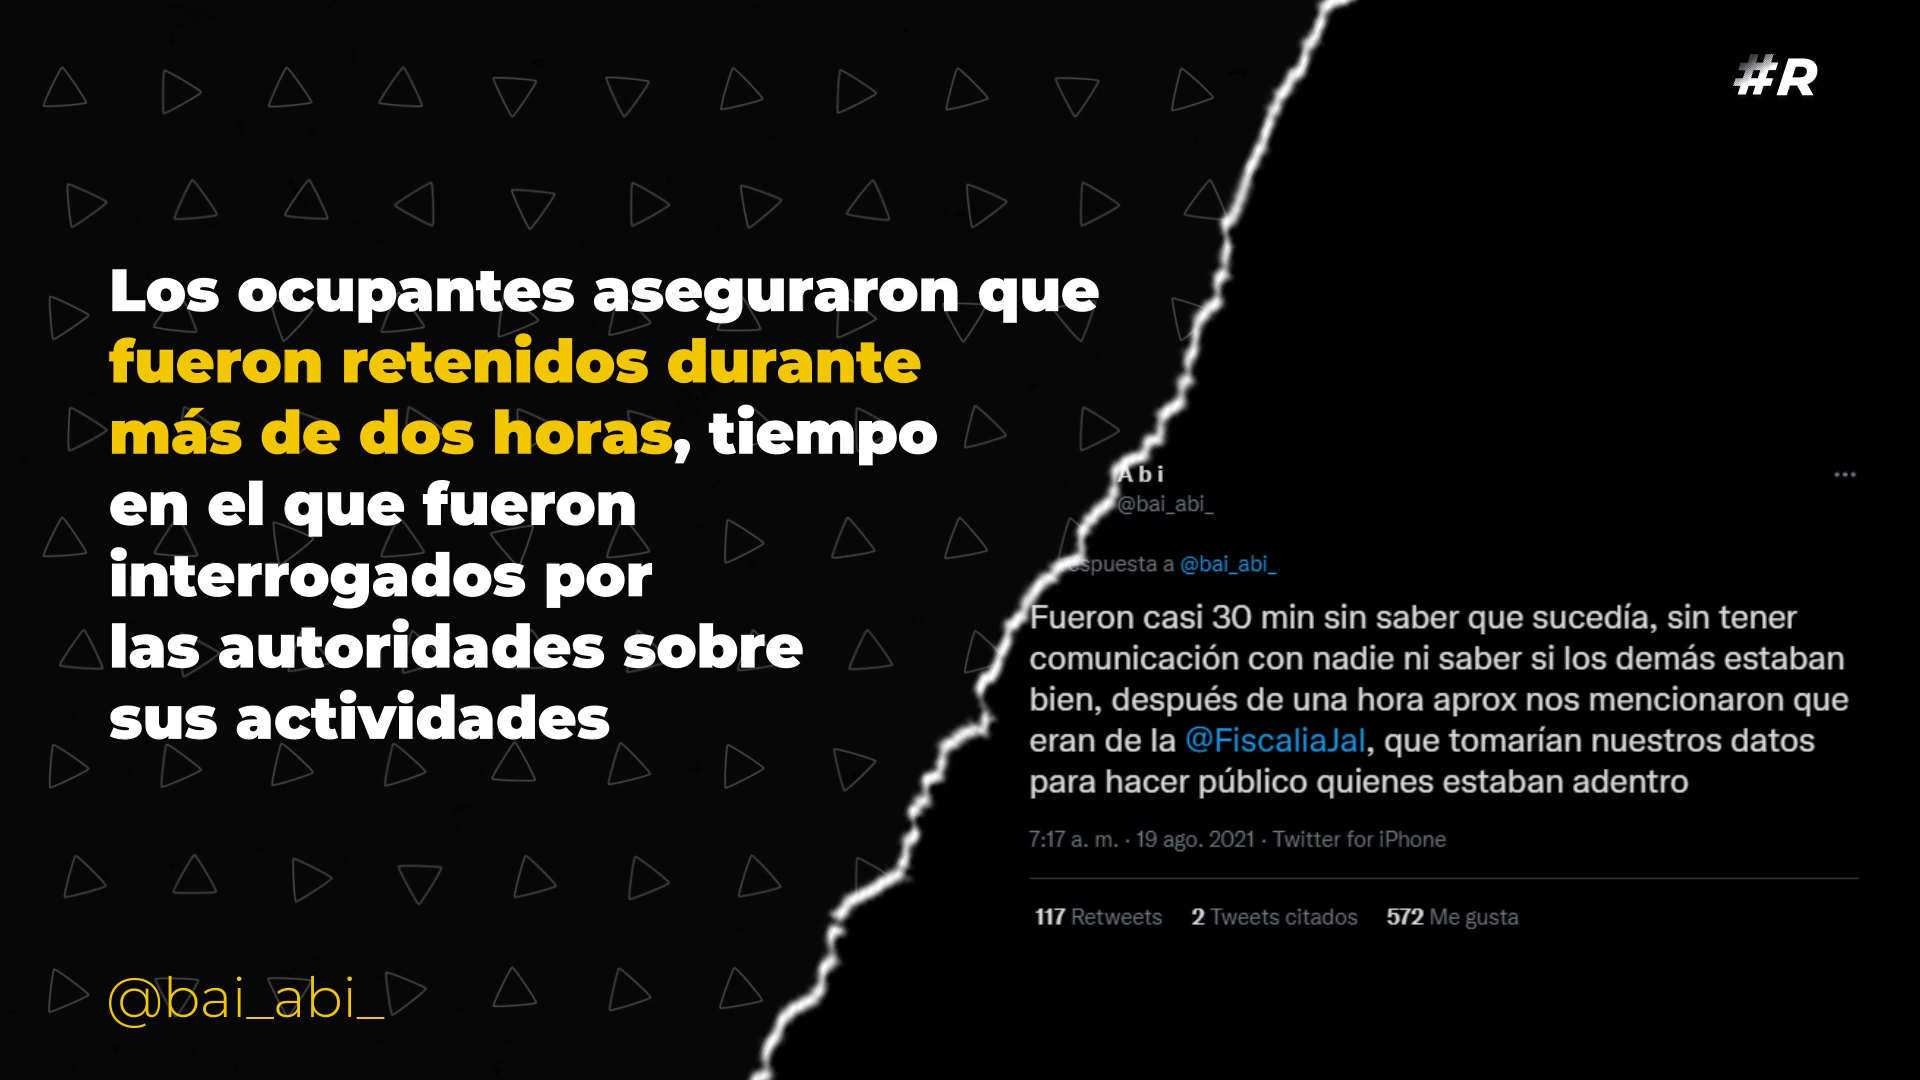 #R
Los ocupantes aseguraron que
fueron retenidos durante
más de dos horas, tiempo
en el que fueron
interrogados por
las autoridades sobre
sus actividades
@bai_abi_
Abi
@bai_abi_
espuesta a @bai_abi_
Fueron casi 30 min sin saber que sucedía, sin tener
comunicación con nadie ni saber si los demás estaban
bien, después de una hora aprox nos mencionaron que
eran de la @FiscaliaJal, que tomarían nuestros datos
para hacer público quienes estaban adentro
7:17 a. m. · 19 ago. 2021 · Twitter for iPhone
117 Retweets 2 Tweets citados 572 Me gusta